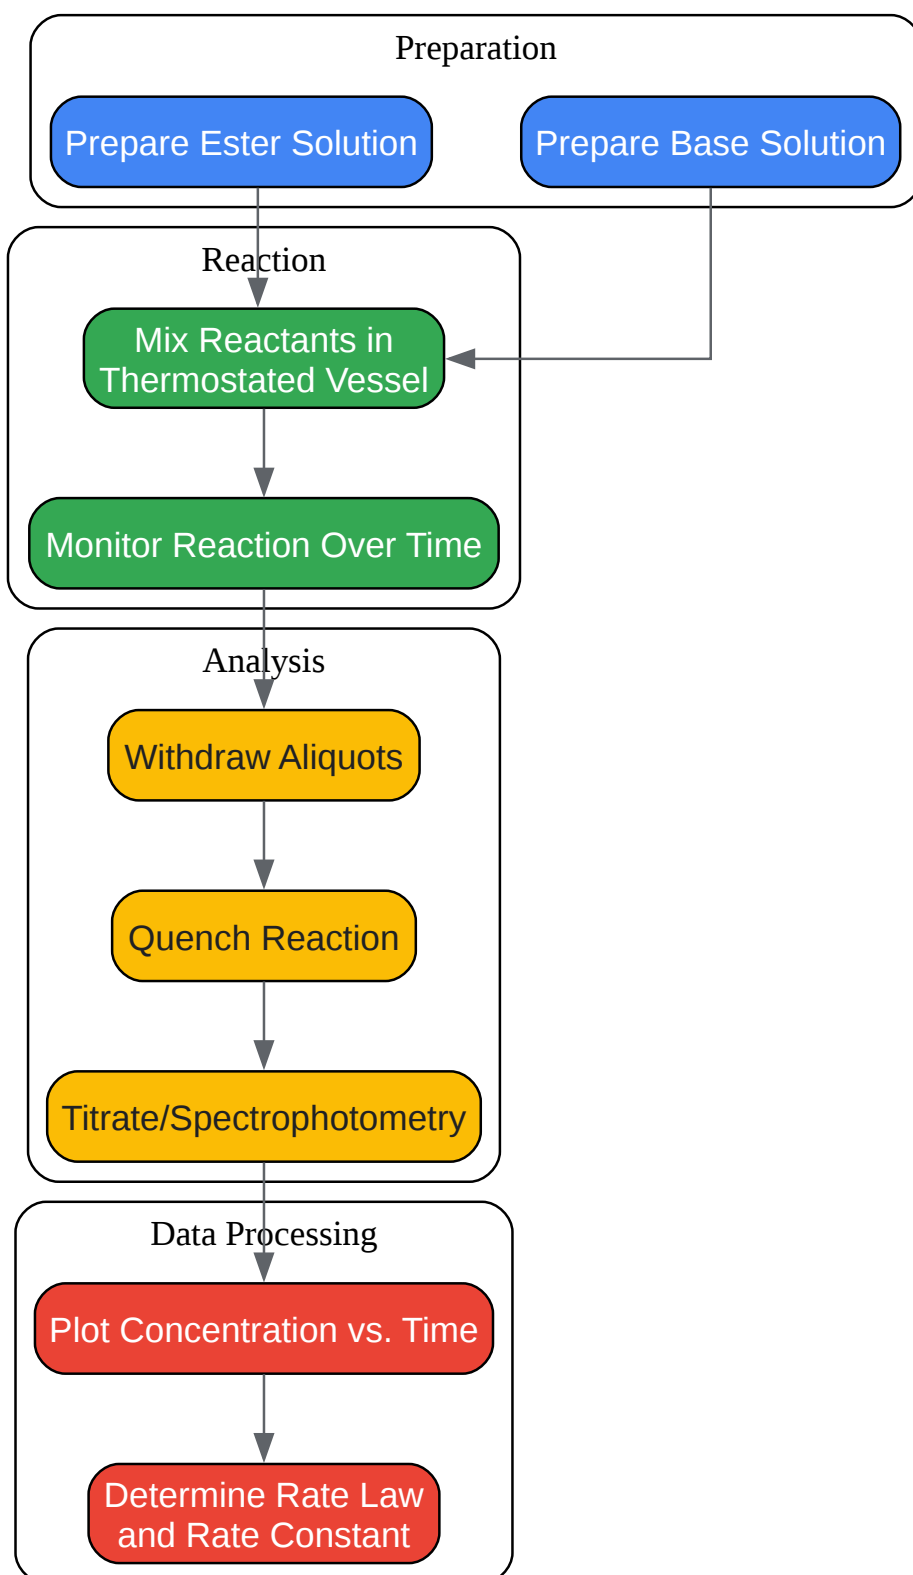 Preparation
Prepare Ester Solution
Prepare Base Solution
Reaction
Mix Reactants in
Thermostated Vessel
Monitor Reaction Over Time
Analysis
Withdraw Aliquots
Quench Reaction
Titrate/Spectrophotometry
Data Processing
Plot Concentration vs. Time
Determine Rate Law
and Rate Constant